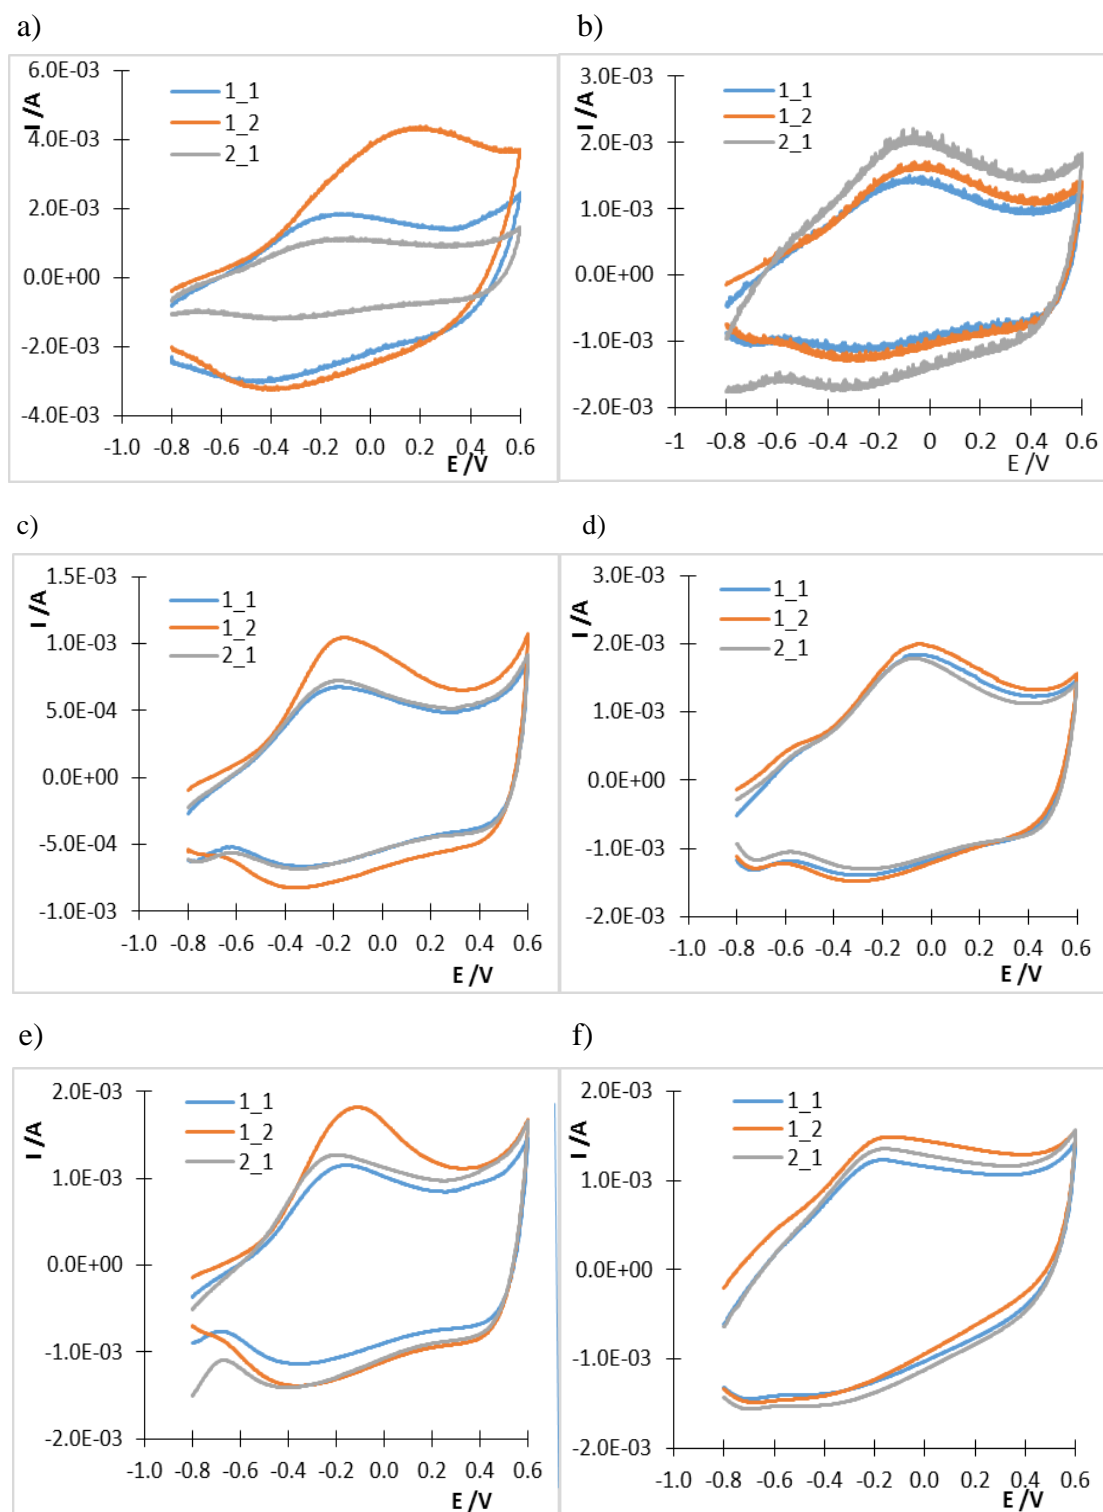 a)
6.0E-03
4.0E-03
2.0E-03
0.0E+00
-2.0E-03
-4.0E-03
I /A
1_1
1_2
2_1
-1.0 -0.8 -0.6 -0.4 -0.2 0.0 0.2 0.4 0.6
E /V
b)
3.0E-03
2.0E-03
1.0E-03
0.0E+00
-1.0E-03
-2.0E-03
I /A
1_1
1_2
2_1
-1 -0.8 -0.6 -0.4 -0.2 0 0.2 0.4 0.6
E /V
c)
1.5E-03
1.0E-03
5.0E-04
0.0E+00
-5.0E-04
-1.0E-03
I /A
1_1
1_2
2_1
-1.0 -0.8 -0.6 -0.4 -0.2 0.0 0.2 0.4 0.6
E /V
d)
3.0E-03
2.0E-03
1.0E-03
0.0E+00
-1.0E-03
-2.0E-03
I /A
1_1
1_2
2_1
-1.0 -0.8 -0.6 -0.4 -0.2 0.0 0.2 0.4 0.6
E /V
e)
2.0E-03
1.0E-03
0.0E+00
-1.0E-03
-2.0E-03
I /A
1_1
1_2
2_1
-1.0 -0.8 -0.6 -0.4 -0.2 0.0 0.2 0.4 0.6
E /V
f)
2.0E-03
1.0E-03
0.0E+00
-1.0E-03
-2.0E-03
I /A
1_1
1_2
2_1
-1.0 -0.8 -0.6 -0.4 -0.2 0.0 0.2 0.4 0.6
E /V